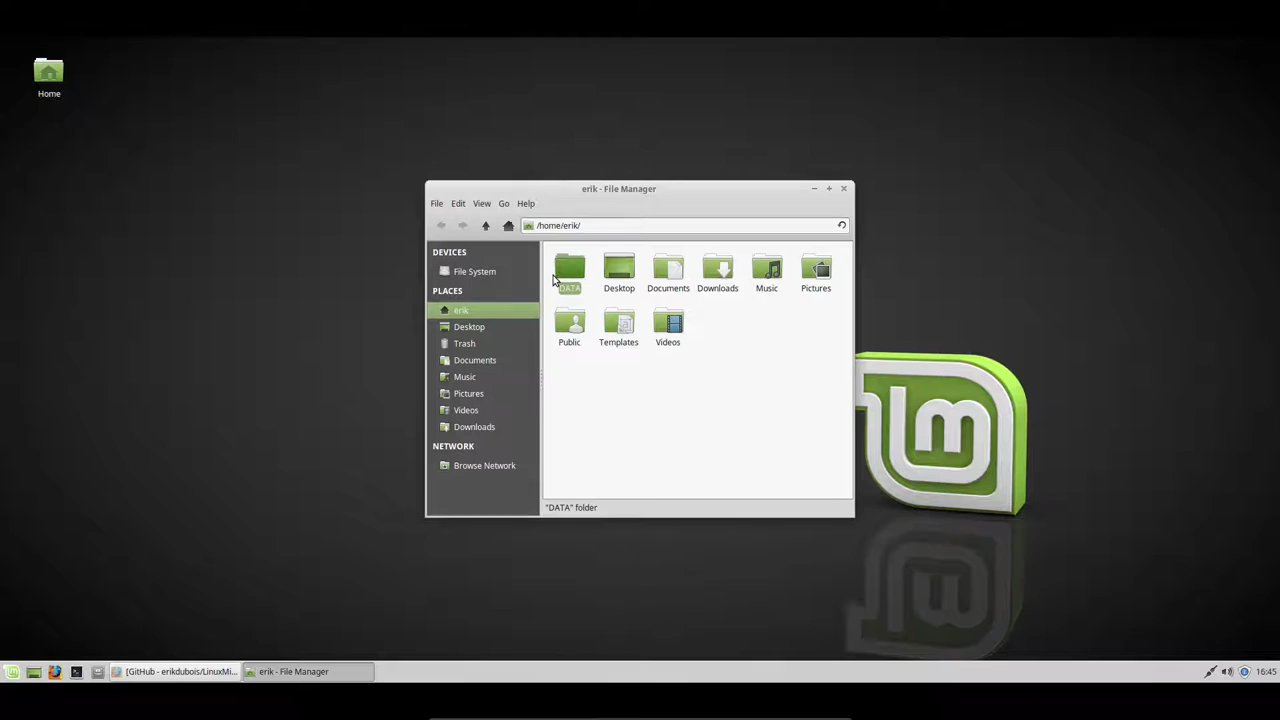 Home
erik - File Manager
File Edit View Go Help
/home/erik/
DEVICES
File System
PLACES
erik
Desktop
Trash
Documents
Music
Pictures
Videos
Downloads
NETWORK
Browse Network
DATA Desktop Documents Downloads Music Pictures
Public Templates Videos
"DATA" folder
[GitHub - erikdubois/LinuxMi... erik - File Manager 16:45